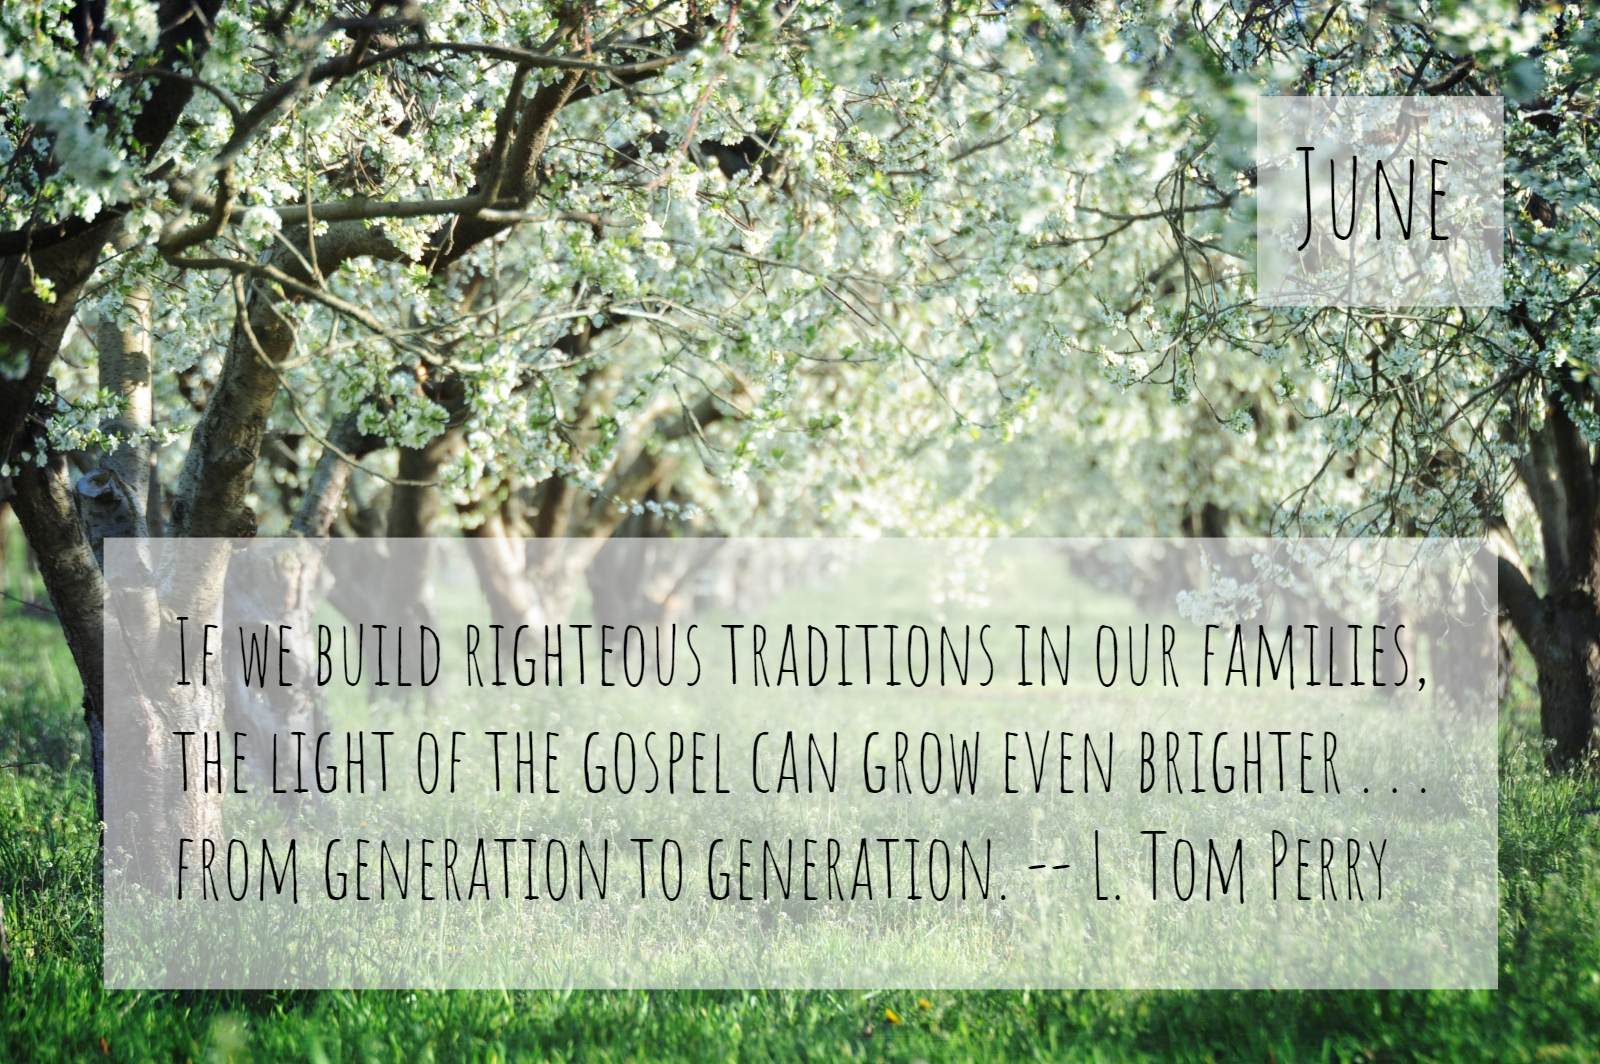 June
If we build righteous traditions in our families,
the light of the gospel can grow even brighter . . .
from generation to generation. -- L. Tom Perry